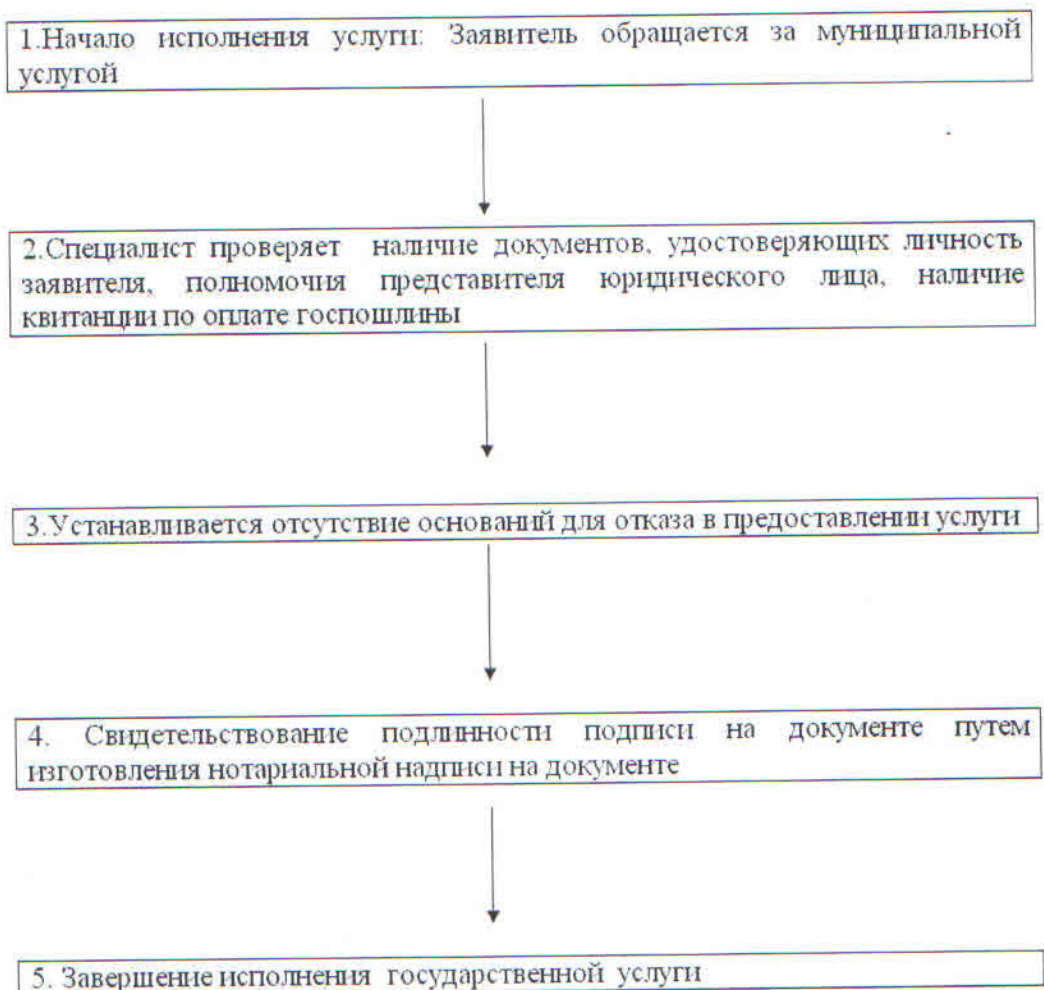 1.Начало исполнения услуги: Заявитель обращается за муниципальной
услугой
2.Специалист проверяет наличие документов, удостоверяющих личность
заявителя, полномочия представителя юридического лица, наличие
квитанции по оплате госпошлины
3.Устанавливается отсутствие оснований для отказа в предоставлении услуги
4. Свидетельствование подлинности подписи на документе путем
изготовления нотариальной надписи на документе
5. Завершение исполнения государственной услуги